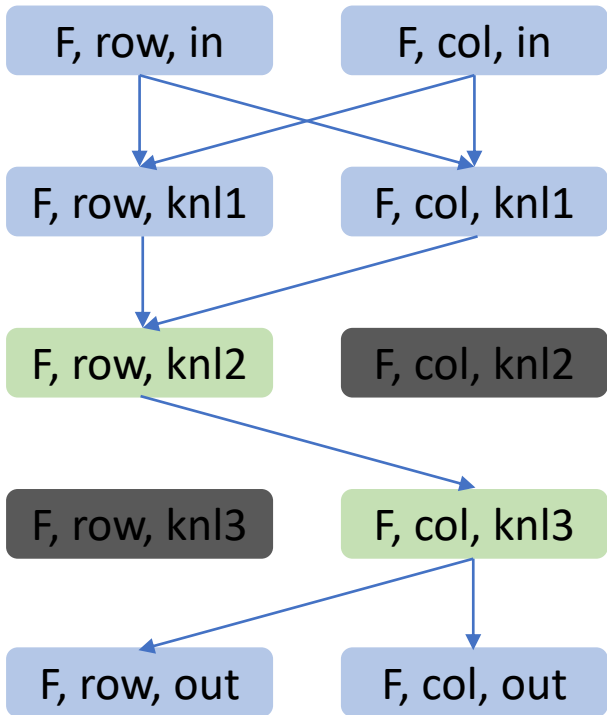 F, row, in
F, col, in
F, row, knl1
F, col, knl1
F, row, knl2
F, col, knl2
F, row, knl3
F, col, knl3
F, row, out
F, col, out